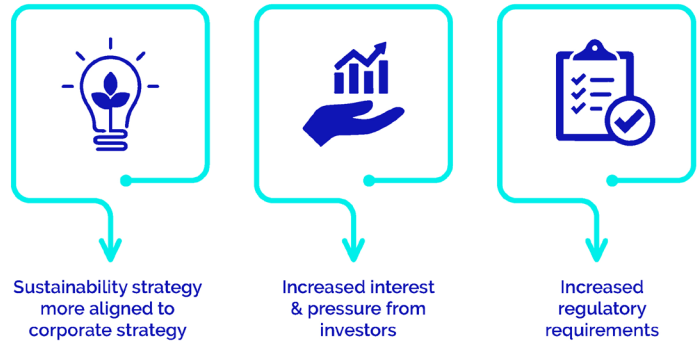 Sustainability strategy
more aligned to
corporate strategy
Increased interest
& pressure from
investors
Increased
regulatory
requirements